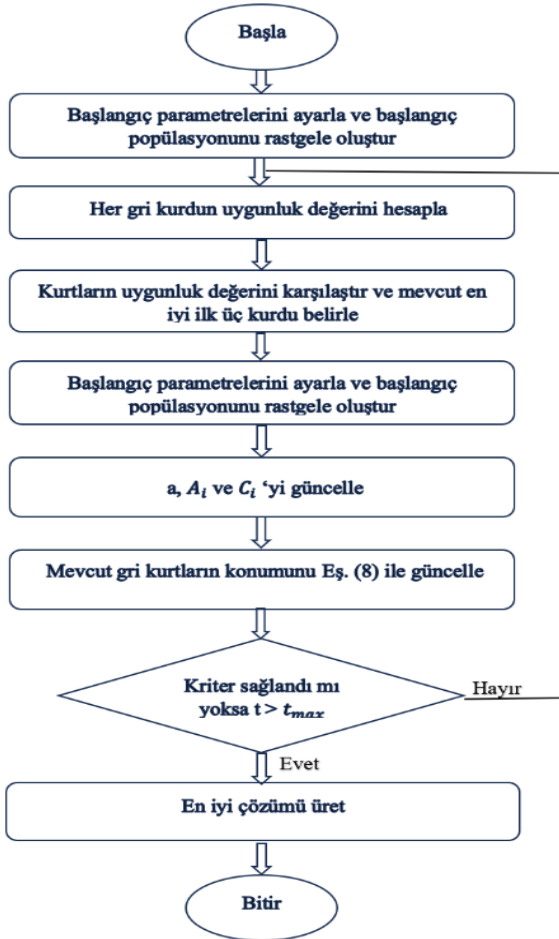 Başla
Başlangıç parametrelerini ayarla ve başlangıç
popülasyonunu rastgele oluştur
Her gri kurdun uygunluk değerini hesapla
Kurtların uygunluk değerini karşılaştır ve mevcut en
iyi ilk üç kurdu belirle
Başlangıç parametrelerini ayarla ve başlangıç
popülasyonunu rastgele oluştur
a, A_i ve C_i ‘yi güncelle
Mevcut gri kurtların konumunu Eş. (8) ile güncelle
Kriter sağlandı mı
yoksa t > t_max
Hayır
Evet
En iyi çözümü üret
Bitir